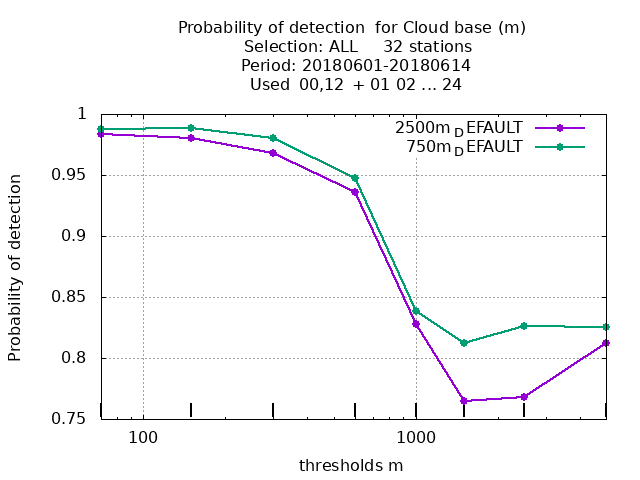 Probability of detection  for Cloud base (m)
Selection: ALL     32 stations
Period: 20180601-20180614
Used  00,12  + 01 02 ... 24
2500m_DEFAULT
750m_DEFAULT
1
0.95
0.9
0.85
0.8
0.75
Probability of detection
100
1000
thresholds m